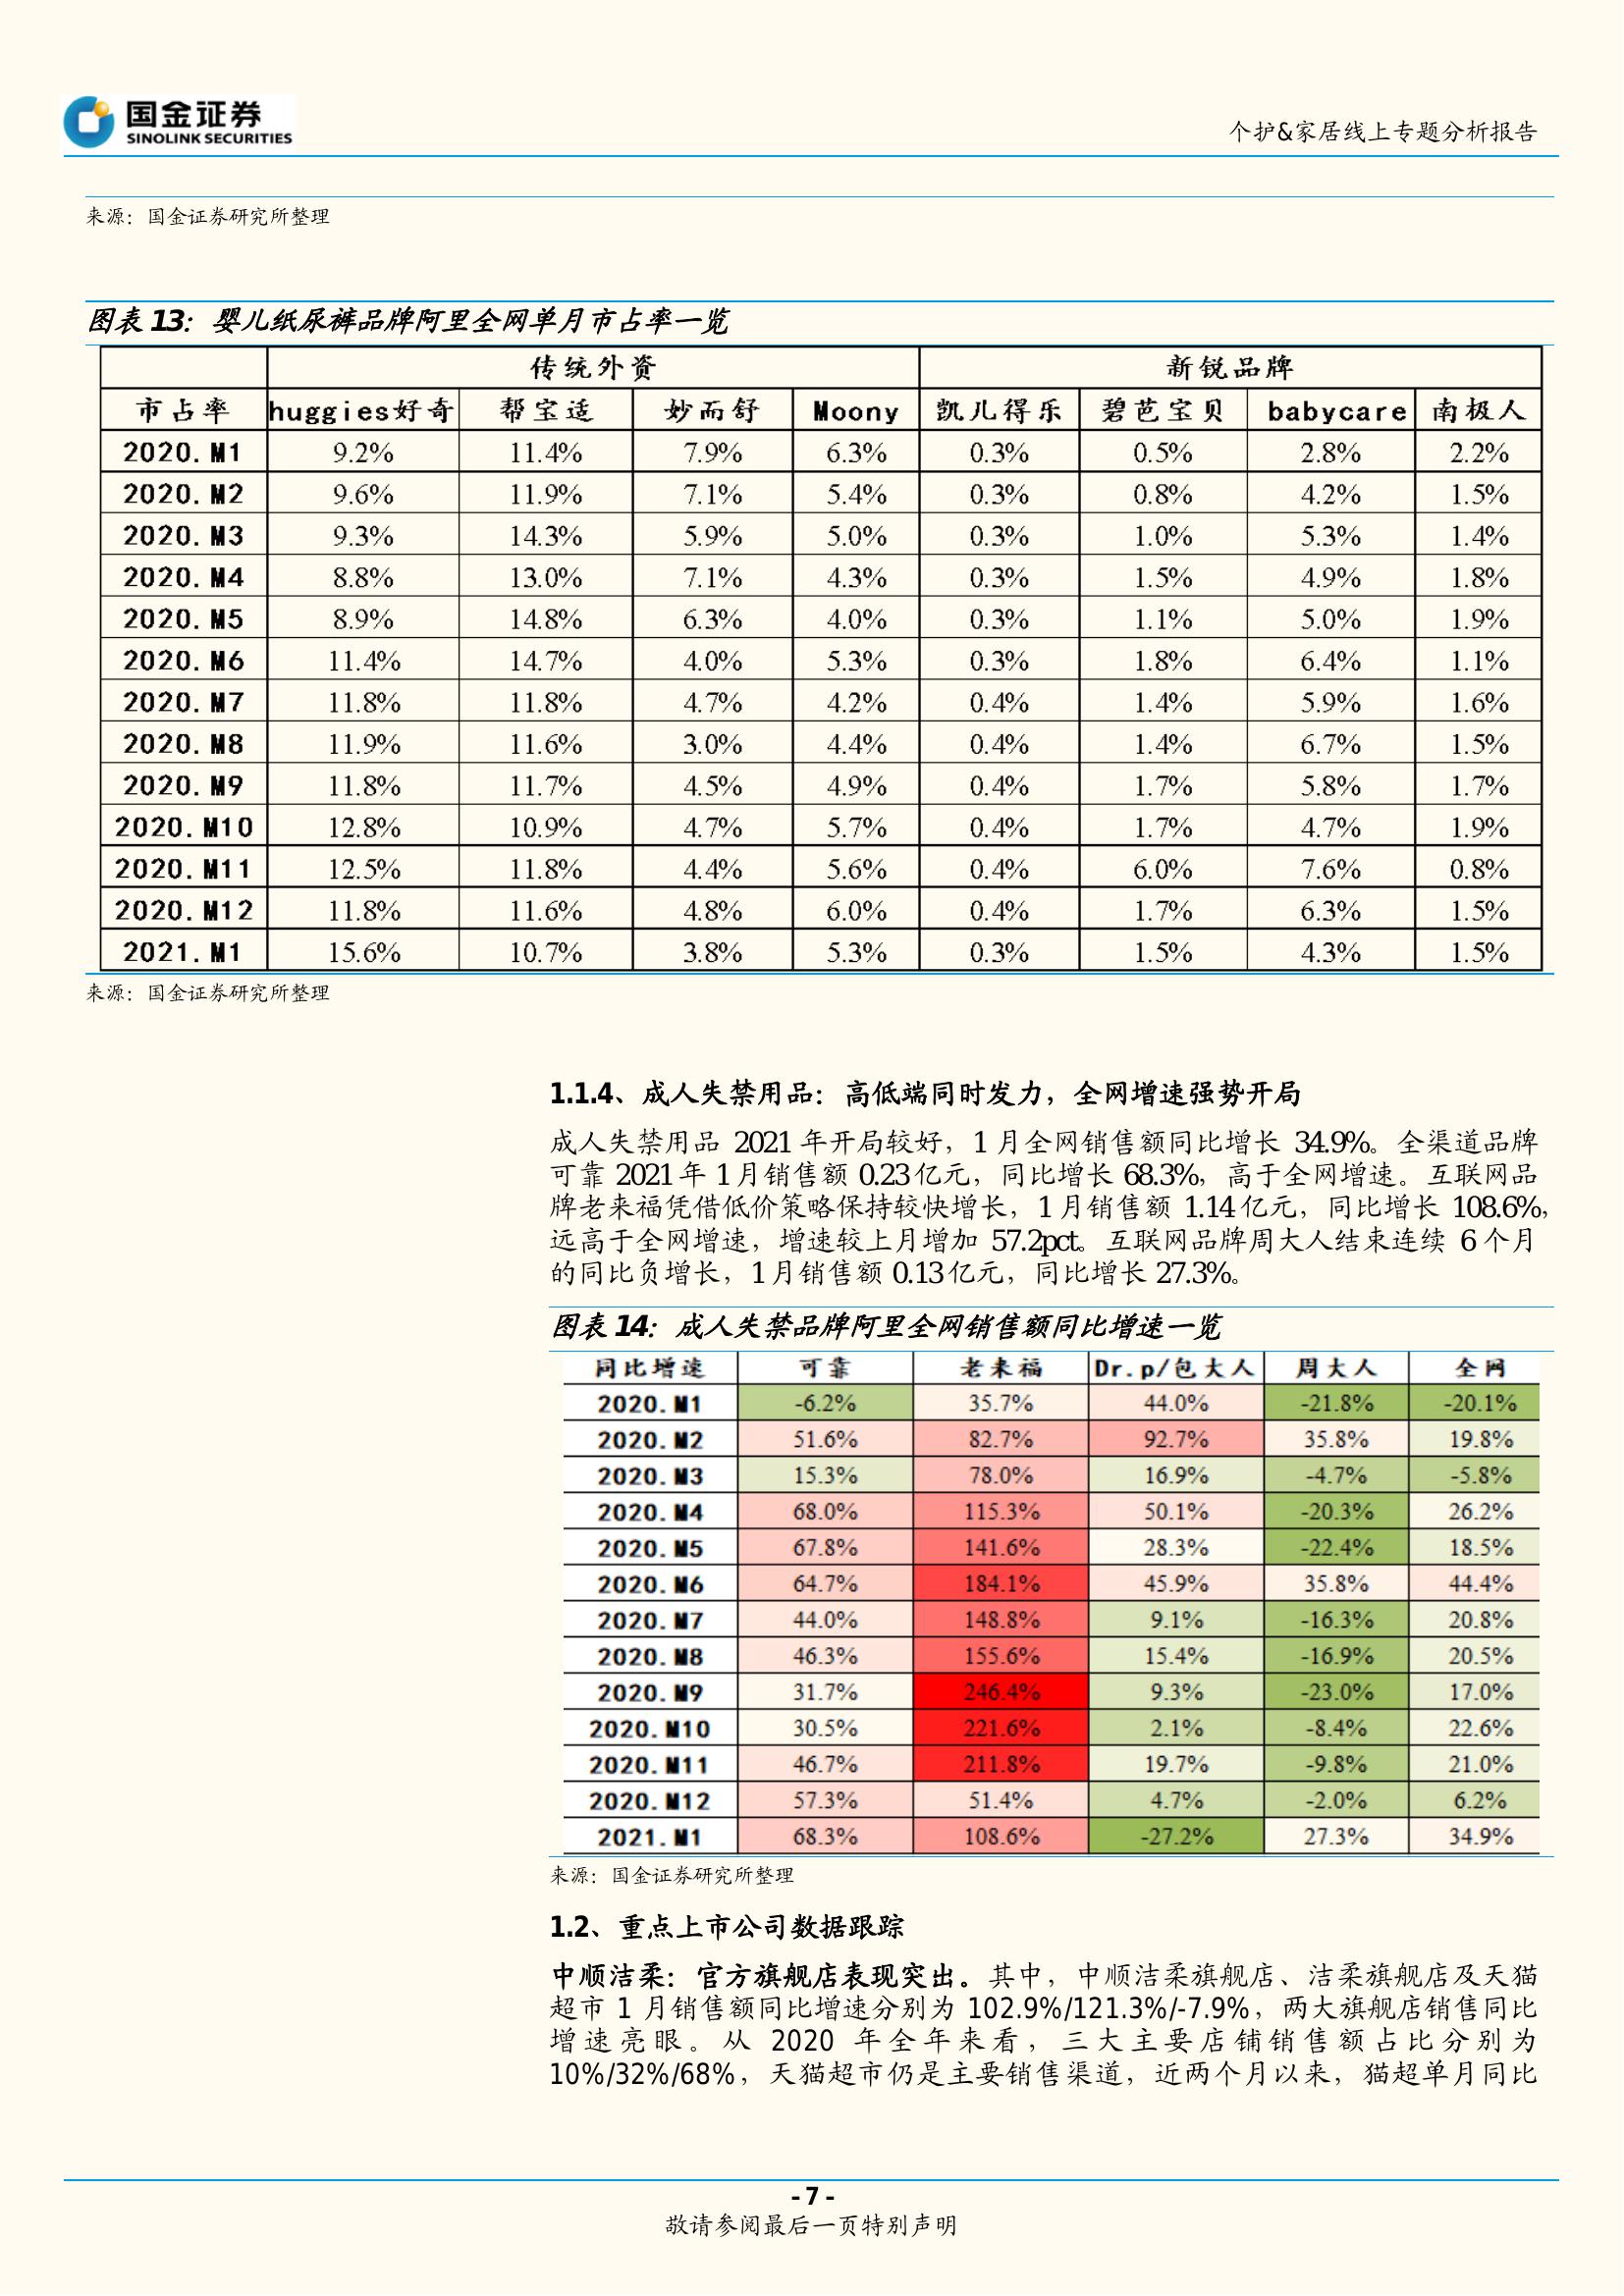 国金证券
SINOLINK SECURITIES
个护&家居线上专题分析报告
来源：国金证券研究所整理
图表 13：婴儿纸尿裤品牌阿里全网单月市占率一览
传统外资 新锐品牌
市占率 huggies好奇 帮宝适 妙而舒 Moony 凯儿得乐 碧芭宝贝 babycare 南极人
2020.M1 9.2% 11.4% 7.9% 6.3% 0.3% 0.5% 2.8% 2.2%
2020.M2 9.6% 11.9% 7.1% 5.4% 0.3% 0.8% 4.2% 1.5%
2020.M3 9.3% 14.3% 5.9% 5.0% 0.3% 1.0% 5.3% 1.4%
2020.M4 8.8% 13.0% 7.1% 4.3% 0.3% 1.5% 4.9% 1.8%
2020.M5 8.9% 14.8% 6.3% 4.0% 0.3% 1.1% 5.0% 1.9%
2020.M6 11.4% 14.7% 4.0% 5.3% 0.3% 1.8% 6.4% 1.1%
2020.M7 11.8% 11.8% 4.7% 4.2% 0.4% 1.4% 5.9% 1.6%
2020.M8 11.9% 11.6% 3.0% 4.4% 0.4% 1.4% 6.7% 1.5%
2020.M9 11.8% 11.7% 4.5% 4.9% 0.4% 1.7% 5.8% 1.7%
2020.M10 12.8% 10.9% 4.7% 5.7% 0.4% 1.7% 4.7% 1.9%
2020.M11 12.5% 11.8% 4.4% 5.6% 0.4% 6.0% 7.6% 0.8%
2020.M12 11.8% 11.6% 4.8% 6.0% 0.4% 1.7% 6.3% 1.5%
2021.M1 15.6% 10.7% 3.8% 5.3% 0.3% 1.5% 4.3% 1.5%
来源：国金证券研究所整理
1.1.4、成人失禁用品：高低端同时发力，全网增速强势开局
成人失禁用品 2021 年开局较好，1 月全网销售额同比增长 34.9%。全渠道品牌
可靠 2021 年 1 月销售额 0.23 亿元，同比增长 68.3%，高于全网增速。互联网品
牌老来福凭借低价策略保持较快增长，1 月销售额 1.14 亿元，同比增长 108.6%，
远高于全网增速，增速较上月增加 57.2pct。互联网品牌周大人结束连续 6 个月
的同比负增长，1 月销售额 0.13 亿元，同比增长 27.3%。
图表 14：成人失禁品牌阿里全网销售额同比增速一览
同比增速 可靠 老来福 Dr.p/包大人 周大人 全网
2020.M1 -6.2% 35.7% 44.0% -21.8% -20.1%
2020.M2 51.6% 82.7% 92.7% 35.8% 19.8%
2020.M3 15.3% 78.0% 16.9% -4.7% -5.8%
2020.M4 68.0% 115.3% 50.1% -20.3% 26.2%
2020.M5 67.8% 141.6% 28.3% -22.4% 18.5%
2020.M6 64.7% 184.1% 45.9% 35.8% 44.4%
2020.M7 44.0% 148.8% 9.1% -16.3% 20.8%
2020.M8 46.3% 155.6% 15.4% -16.9% 20.5%
2020.M9 31.7% 246.4% 9.3% -23.0% 17.0%
2020.M10 30.5% 221.6% 2.1% -8.4% 22.6%
2020.M11 46.7% 211.8% 19.7% -9.8% 21.0%
2020.M12 57.3% 51.4% 4.7% -2.0% 6.2%
2021.M1 68.3% 108.6% -27.2% 27.3% 34.9%
来源：国金证券研究所整理
1.2、重点上市公司数据跟踪
中顺洁柔：官方旗舰店表现突出。其中，中顺洁柔旗舰店、洁柔旗舰店及天猫
超市 1 月销售额同比增速分别为 102.9%/121.3%/-7.9%，两大旗舰店销售同比
增速亮眼。从 2020 年全年来看，三大主要店铺销售额占比分别为
10%/32%/68%，天猫超市仍是主要销售渠道，近两个月以来，猫超单月同比
- 7 -
敬请参阅最后一页特别声明